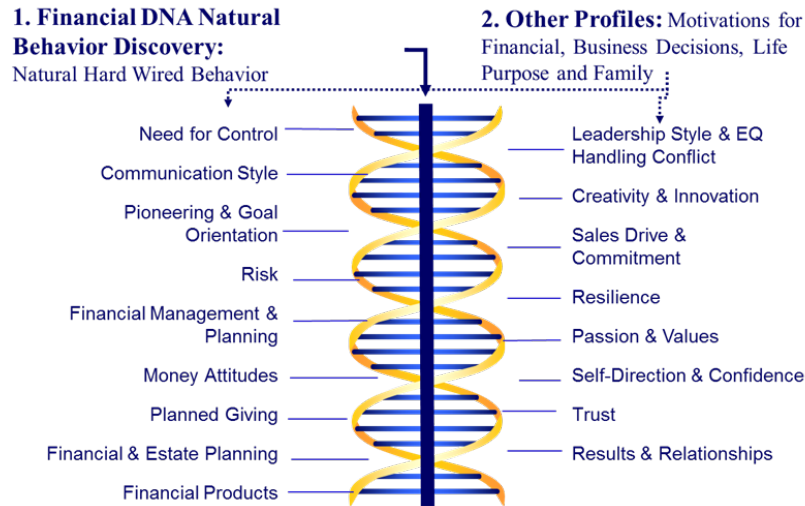 1. Financial DNA Natural
Behavior Discovery:
Natural Hard Wired Behavior
2. Other Profiles: Motivations for
Financial, Business Decisions, Life
Purpose and Family
Need for Control
Communication Style
Pioneering & Goal
Orientation
Risk
Financial Management &
Planning
Money Attitudes
Planned Giving
Financial & Estate Planning
Financial Products
Leadership Style & EQ
Handling Conflict
Creativity & Innovation
Sales Drive &
Commitment
Resilience
Passion & Values
Self-Direction & Confidence
Trust
Results & Relationships